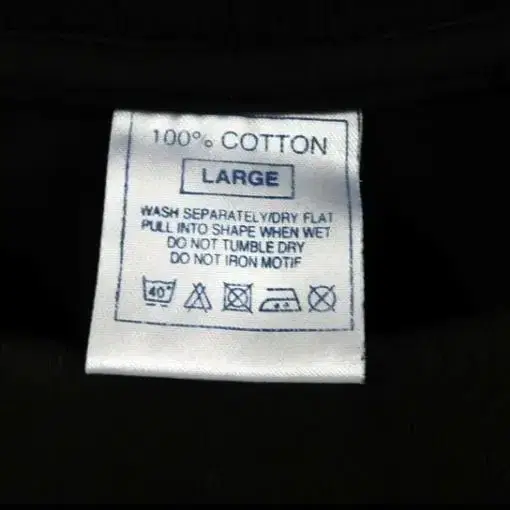 100% COTTON
LARGE
WASH SEPARATELY/DRY FLAT
PULL INTO SHAPE WHEN WET
DO NOT TUMBLE DRY
DO NOT IRON MOTIF
40°